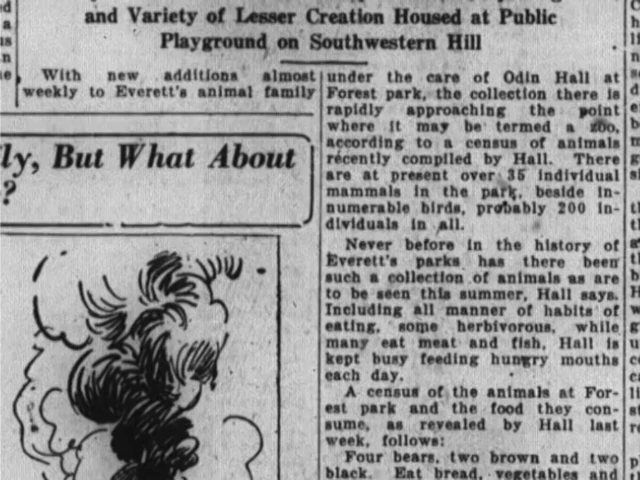 and Variety of Lesser Creation Housed at Public
Playground on Southwestern Hill
With new additions almost
weekly to Everett's animal family
under the care of Odin Hall at
Forest park, the collection there is
rapidly approaching the point
where it may be termed a zoo,
according to a census of animals
recently compiled by Hall. There
are at present over 35 individual
mammals in the park, beside in-
numerable birds, probably 200 in-
dividuals in all.
Never before in the history of
Everett's parks has there been
such a collection of animals as are
to be seen this summer, Hall says.
Including all manner of habits of
eating, some herbivorous, while
many eat meat and fish, Hall is
kept busy feeding hungry mouths
each day.
A census of the animals at For-
est park and the food they con-
sume, as revealed by Hall last
week, follows:
Four bears, two brown and two
black. Eat bread, vegetables and
ly, But What About
?